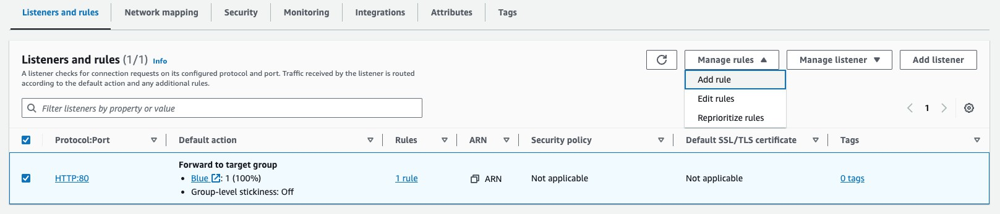 Listeners and rules
Network mapping
Security
Monitoring
Integrations
Attributes
Tags
Listeners and rules (1/1) Info
A listener checks for connection requests on its configured protocol and port. Traffic received by the listener is routed
according to the default action and any additional rules.
Manage rules
Manage listener
Add listener
Add rule
Edit rules
Reprioritize rules
Filter listeners by property or value
1
Protocol:Port
Default action
Rules
ARN
Security policy
Default SSL/TLS certificate
Tags
HTTP:80
Forward to target group
• Blue: 1 (100%)
• Group-level stickiness: Off
1 rule
ARN
Not applicable
Not applicable
0 tags